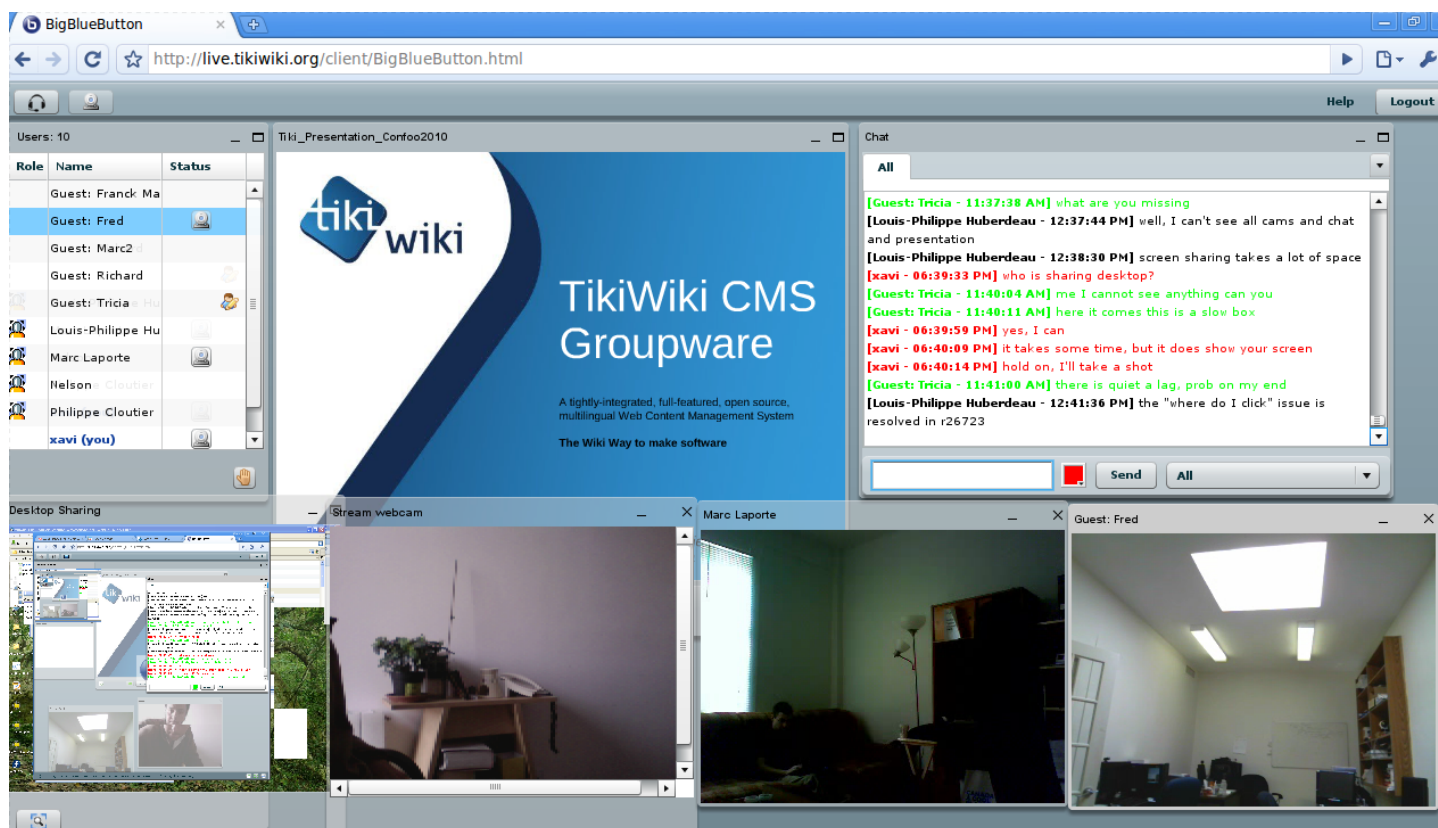 BigBlueButton
http://live.tikiwiki.org/client/BigBlueButton.html
Help Logout
Users: 10
Role Name Status
Guest: Franck Ma
Guest: Fred
Guest: Marc2
Guest: Richard
Guest: Tricia
Louis-Philippe Hu
Marc Laporte
Nelson Cloutier
Philippe Cloutier
xavi (you)
Tiki_Presentation_Confoo2010
tiki
wiki
TikiWiki CMS
Groupware
A tightly-integrated, full-featured, open source,
multilingual Web Content Management System
The Wiki Way to make software
Chat
All
[Guest: Tricia - 11:37:38 AM] what are you missing
[Louis-Philippe Huberdeau - 12:37:44 PM] well, I can't see all cams and chat
and presentation
[Louis-Philippe Huberdeau - 12:38:30 PM] screen sharing takes a lot of space
[xavi - 06:39:33 PM] who is sharing desktop?
[Guest: Tricia - 11:40:04 AM] me I cannot see anything can you
[Guest: Tricia - 11:40:11 AM] here it comes this is a slow box
[xavi - 06:39:59 PM] yes, I can
[xavi - 06:40:09 PM] it takes some time, but it does show your screen
[xavi - 06:40:14 PM] hold on, I'll take a shot
[Guest: Tricia - 11:41:00 AM] there is quiet a lag, prob on my end
[Louis-Philippe Huberdeau - 12:41:36 PM] the "where do I click" issue is
resolved in r26723
Send All
Desktop Sharing
Stream webcam
Marc Laporte
Guest: Fred
tiki
wiki